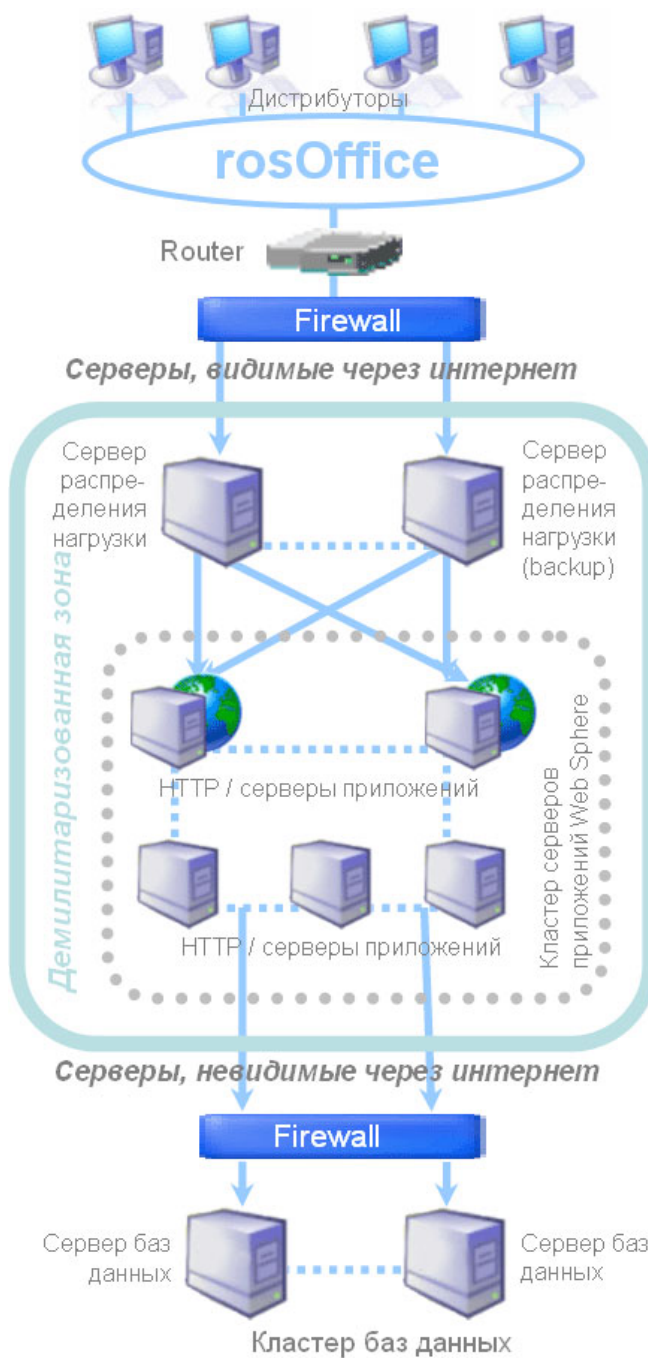 Дистрибуторы
rosOffice
Router
Firewall
Серверы, видимые через интернет
Сервер
распре-
деления
нагрузки
Сервер
распре-
деления
нагрузки
(backup)
Демилитаризованная зона
HTTP / серверы приложений
Кластер серверов
приложений Web Sphere
HTTP / серверы приложений
Серверы, невидимые через интернет
Firewall
Сервер баз
данных
Сервер баз
данных
Кластер баз данных